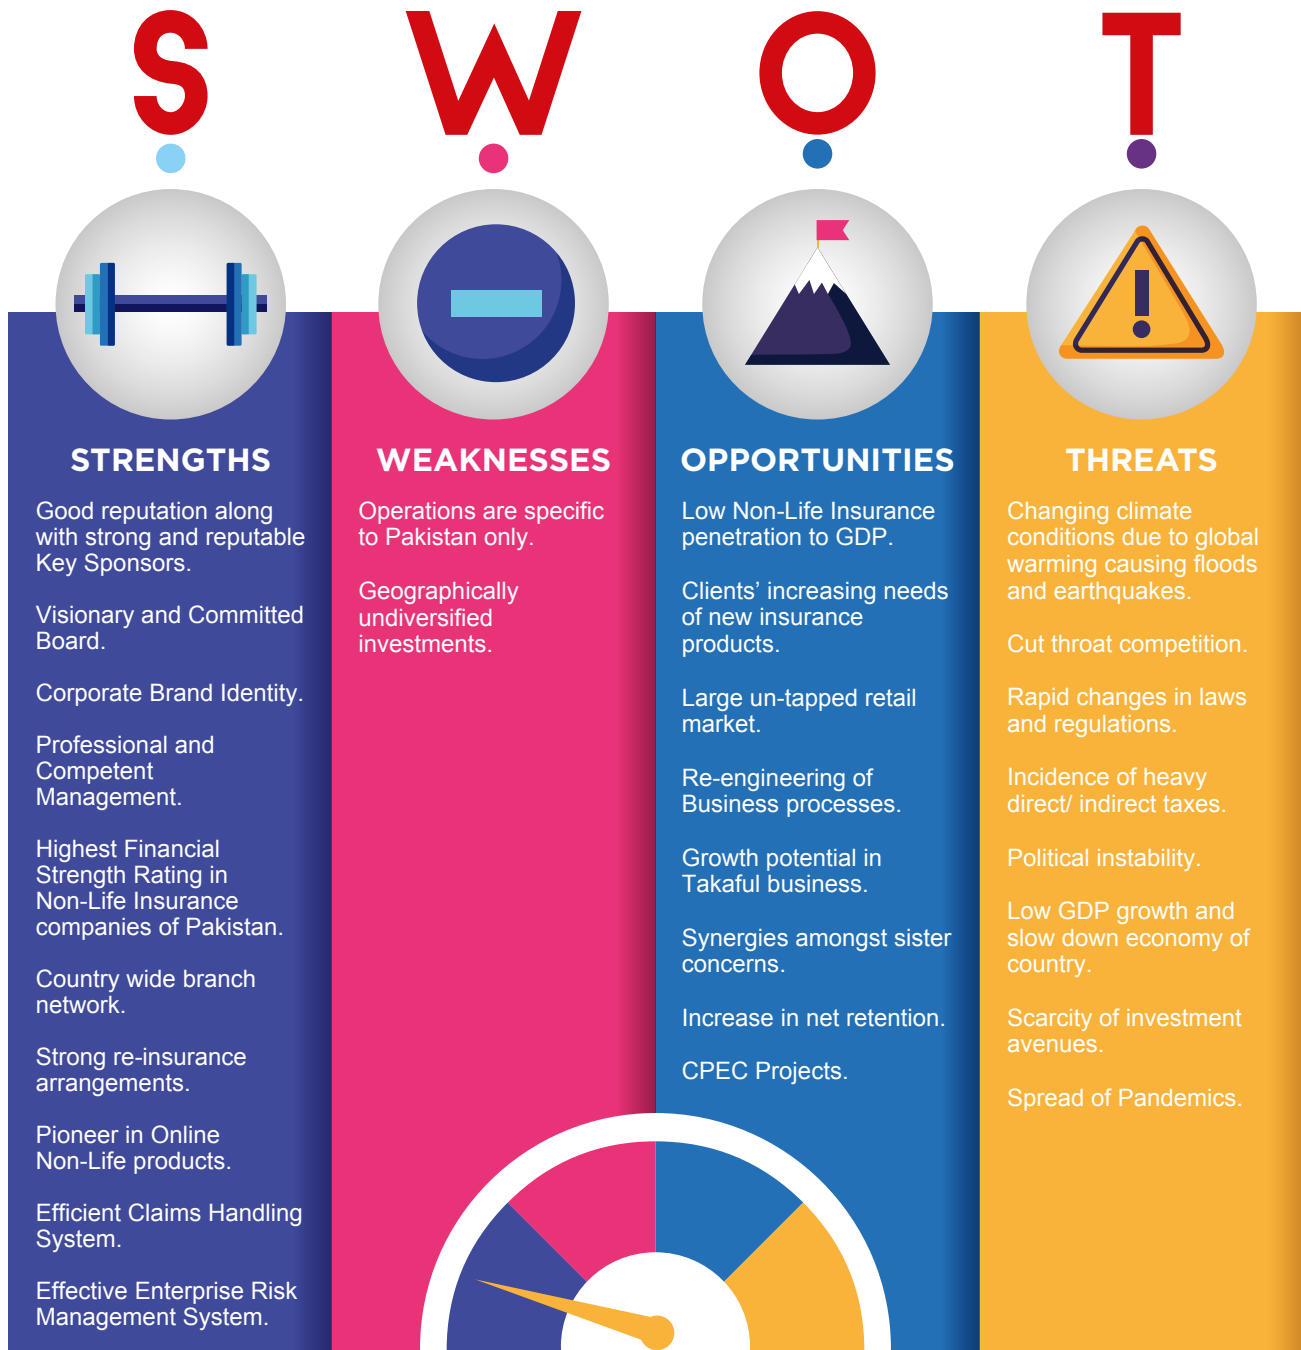 S W O T
STRENGTHS
Good reputation along
with strong and reputable
Key Sponsors.
Visionary and Committed
Board.
Corporate Brand Identity.
Professional and
Competent
Management.
Highest Financial
Strength Rating in
Non-Life Insurance
companies of Pakistan.
Country wide branch
network.
Strong re-insurance
arrangements.
Pioneer in Online
Non-Life products.
Efficient Claims Handling
System.
Effective Enterprise Risk
Management System.
WEAKNESSES
Operations are specific
to Pakistan only.
Geographically
undiversified
investments.
OPPORTUNITIES
Low Non-Life Insurance
penetration to GDP.
Clients’ increasing needs
of new insurance
products.
Large un-tapped retail
market.
Re-engineering of
Business processes.
Growth potential in
Takaful business.
Synergies amongst sister
concerns.
Increase in net retention.
CPEC Projects.
THREATS
Changing climate
conditions due to global
warming causing floods
and earthquakes.
Cut throat competition.
Rapid changes in laws
and regulations.
Incidence of heavy
direct/ indirect taxes.
Political instability.
Low GDP growth and
slow down economy of
country.
Scarcity of investment
avenues.
Spread of Pandemics.